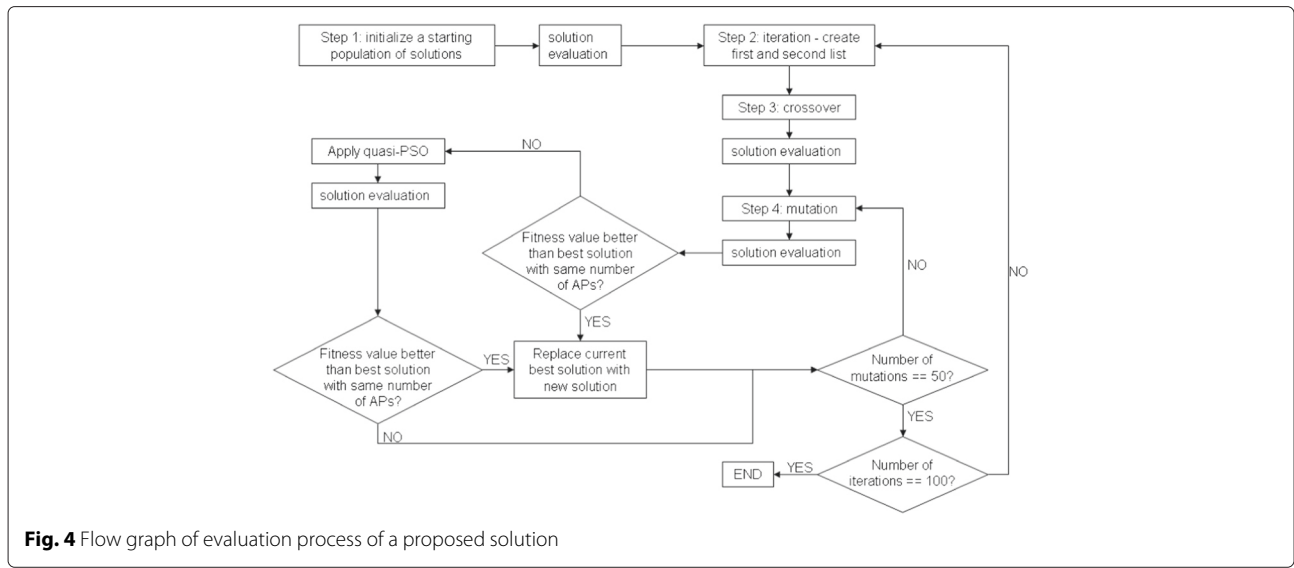 Step 1: initialize a starting
population of solutions
solution
evaluation
Step 2: iteration - create
first and second list
Step 3: crossover
solution evaluation
Step 4: mutation
solution evaluation
Fitness value better
than best solution
with same number
of APs?
NO
Apply quasi-PSO
solution evaluation
Fitness value better
than best solution
with same number
of APs?
YES
YES
Replace current
best solution with
new solution
NO
Number of
mutations == 50?
NO
YES
Number of
iterations == 100?
NO
YES
END
Fig. 4 Flow graph of evaluation process of a proposed solution